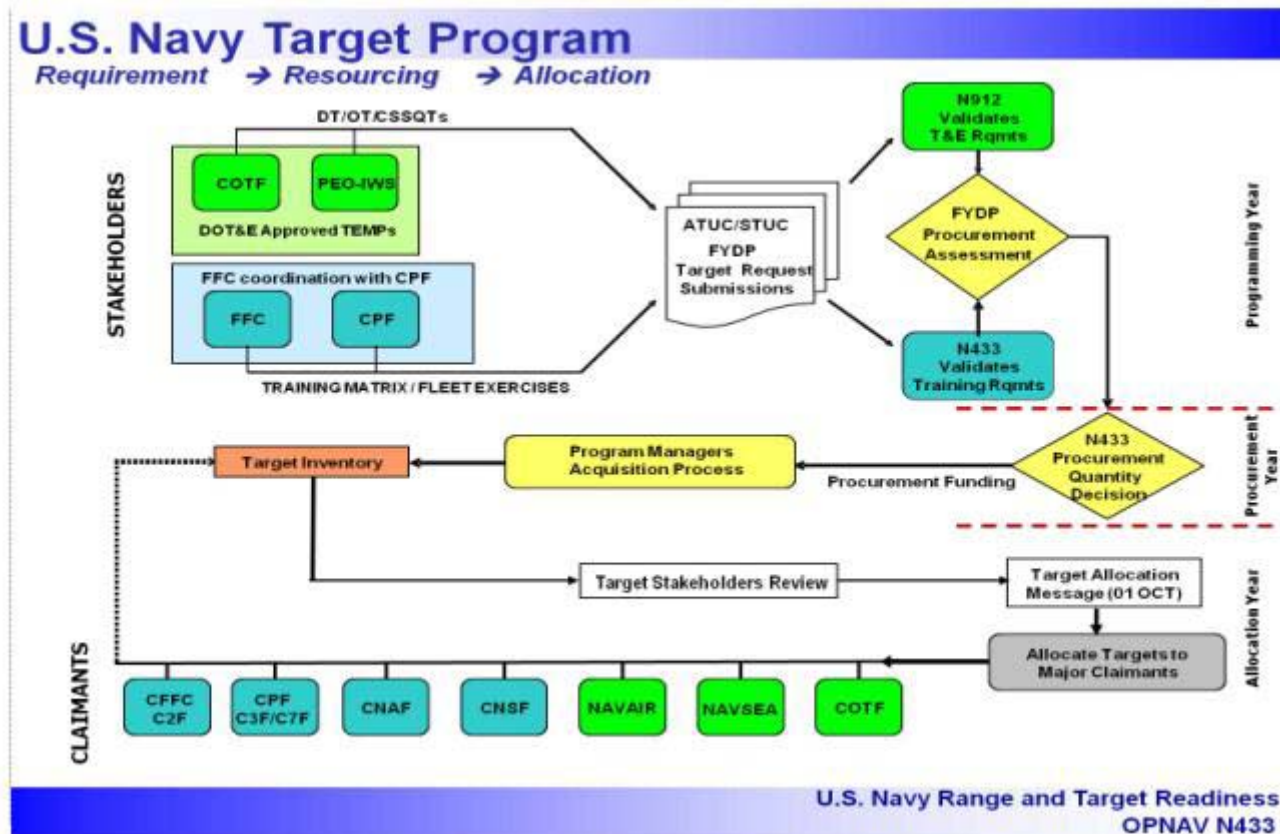 U.S. Navy Target Program
Requirement → Resourcing → Allocation
STAKEHOLDERS
DT/OT/CSSQTs
COTF
PEO-IWS
DOT&E Approved TEMPs
FFC coordination with CPF
FFC
CPF
TRAINING MATRIX / FLEET EXERCISES
ATUC/STUC
FYDP
Target Request
Submissions
N912
Validates
T&E Rqmts
FYDP
Procurement
Assessment
N433
Validates
Training Rqmts
Programming Year
N433
Procurement
Quantity
Decision
Procurement
Year
Procurement Funding
Program Managers
Acquisition Process
Target Inventory
Target Stakeholders Review
Target Allocation
Message (01 OCT)
Allocate Targets to
Major Claimants
Allocation Year
CLAIMANTS
CFFC
C2F
CPF
C3F/C7F
CNAF
CNSF
NAVAIR
NAVSEA
COTF
U.S. Navy Range and Target Readiness
OPNAV N433